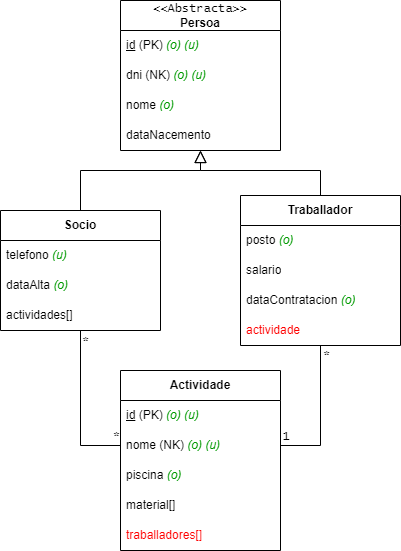 <<Abstracta>>
Persoa
id (PK) (o) (u)
dni (NK) (o) (u)
nome (o)
dataNacemento
Socio
telefono (u)
dataAlta (o)
actividades[]
Traballador
posto (o)
salario
dataContratacion (o)
actividade
*
*
*
1
Actividade
id (PK) (o) (u)
nome (NK) (o) (u)
piscina (o)
material[]
traballadores[]